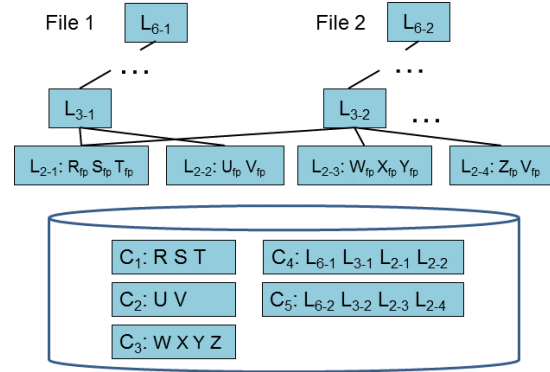 File 1 L6-1 File 2 L6-2
... ...
L3-1 L3-2 ...
L2-1: Rfp Sfp Tfp L2-2: Ufp Vfp L2-3: Wfp Xfp Yfp L2-4: Zfp Vfp
C1: R S T C4: L6-1 L3-1 L2-1 L2-2
C2: U V C5: L6-2 L3-2 L2-3 L2-4
C3: W X Y Z